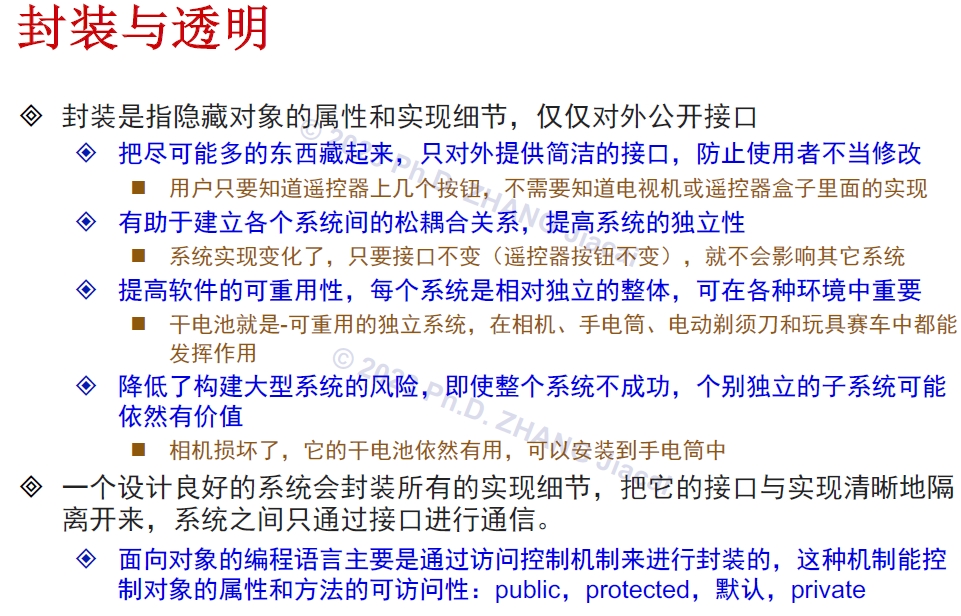 封装与透明
封装是指隐藏对象的属性和实现细节，仅仅对外公开接口
把尽可能多的东西藏起来，只对外提供简洁的接口，防止使用者不当修改
用户只要知道遥控器上几个按钮，不需要知道电视机或遥控器盒子里面的实现
有助于建立各个系统间的松耦合关系，提高系统的独立性
系统实现变化了，只要接口不变（遥控器按钮不变），就不会影响其它系统
提高软件的可重用性，每个系统是相对独立的整体，可在各种环境中重要
干电池就是-可重用的独立系统，在相机、手电筒、电动剃须刀和玩具赛车中都能
发挥作用
降低了构建大型系统的风险，即使整个系统不成功，个别独立的子系统可能
依然有价值
相机损坏了，它的干电池依然有用，可以安装到手电筒中
一个设计良好的系统会封装所有的实现细节，把它的接口与实现清晰地隔
离开来，系统之间只通过接口进行通信。
面向对象的编程语言主要是通过访问控制机制来进行封装的，这种机制能控
制对象的属性和方法的可访问性：public，protected，默认，private